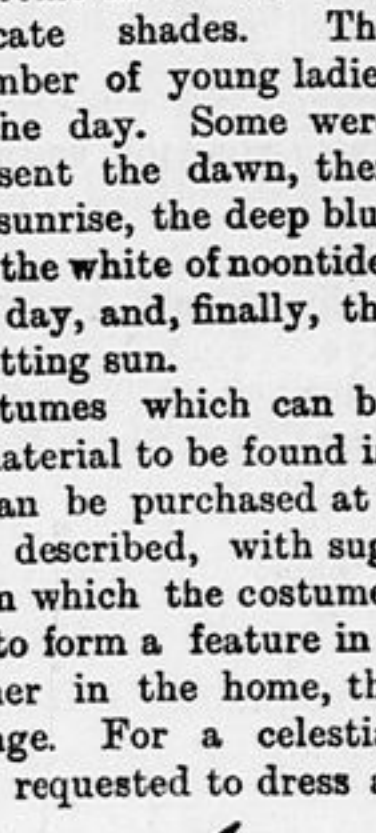 cate shades. Th
mber of young ladie
he day. Some wer
sent the dawn, the
sunrise, the deep blu
the white of noontide
day, and, finally, th
tting sun.
tumes which can b
aterial to be found i
an be purchased at
described, with sug
n which the costume
to form a feature in
er in the home, th
ge. For a celesti
requested to dress a